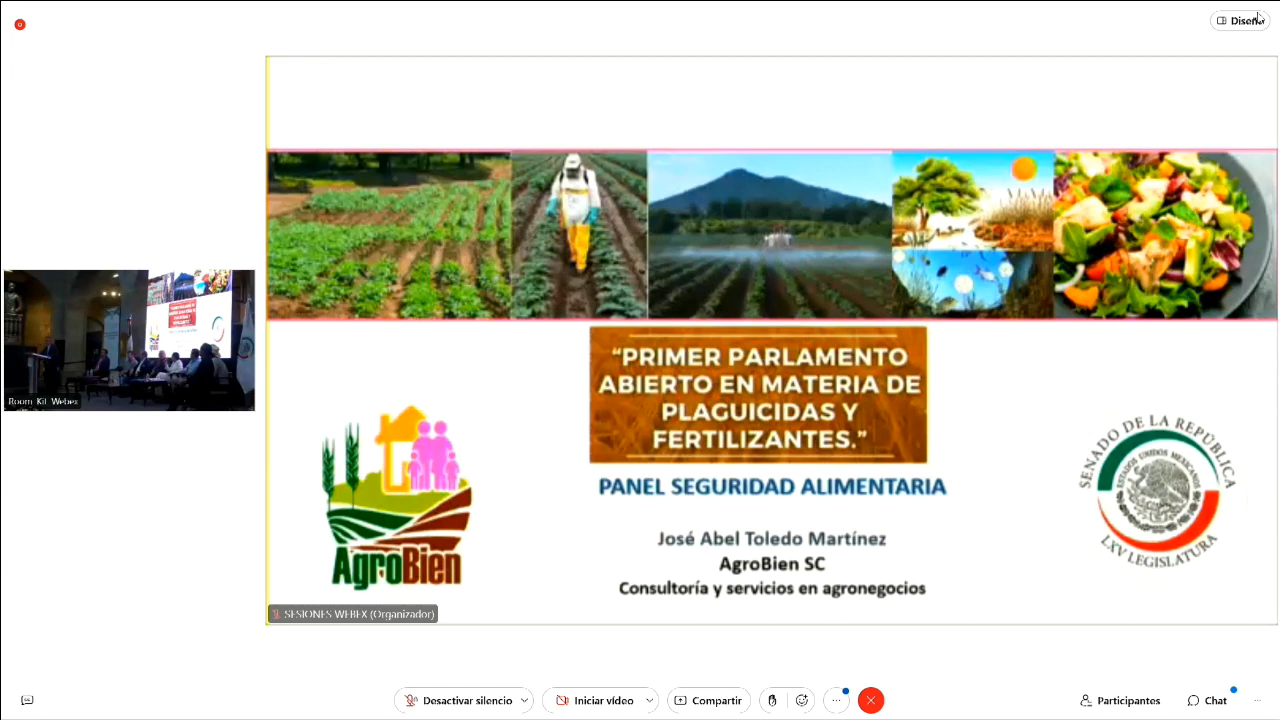 Diseño
Room Kit Webex
“PRIMER PARLAMENTO
ABIERTO EN MATERIA DE
PLAGUICIDAS Y
FERTILIZANTES.”
PANEL SEGURIDAD ALIMENTARIA
José Abel Toledo Martínez
AgroBien SC
Consultoría y servicios en agronegocios
AgroBien
SENADO DE LA REPÚBLICA
ESTADOS UNIDOS MEXICANOS
LXV LEGISLATURA
SESIONES WEBEX (Organizador)
Desactivar silencio
Iniciar vídeo
Compartir
Participantes
Chat